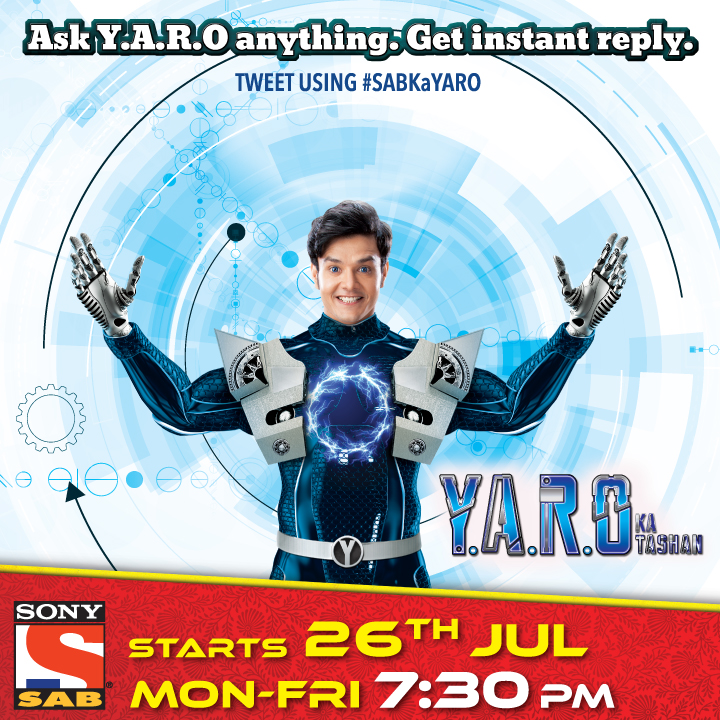 Ask Y.A.R.O anything. Get instant reply.
TWEET USING #SABKaYARO
Y.A.R.O KA TASHAN
Y
SONY
S
SAB®
STARTS 26TH JUL
MON-FRI 7:30 PM